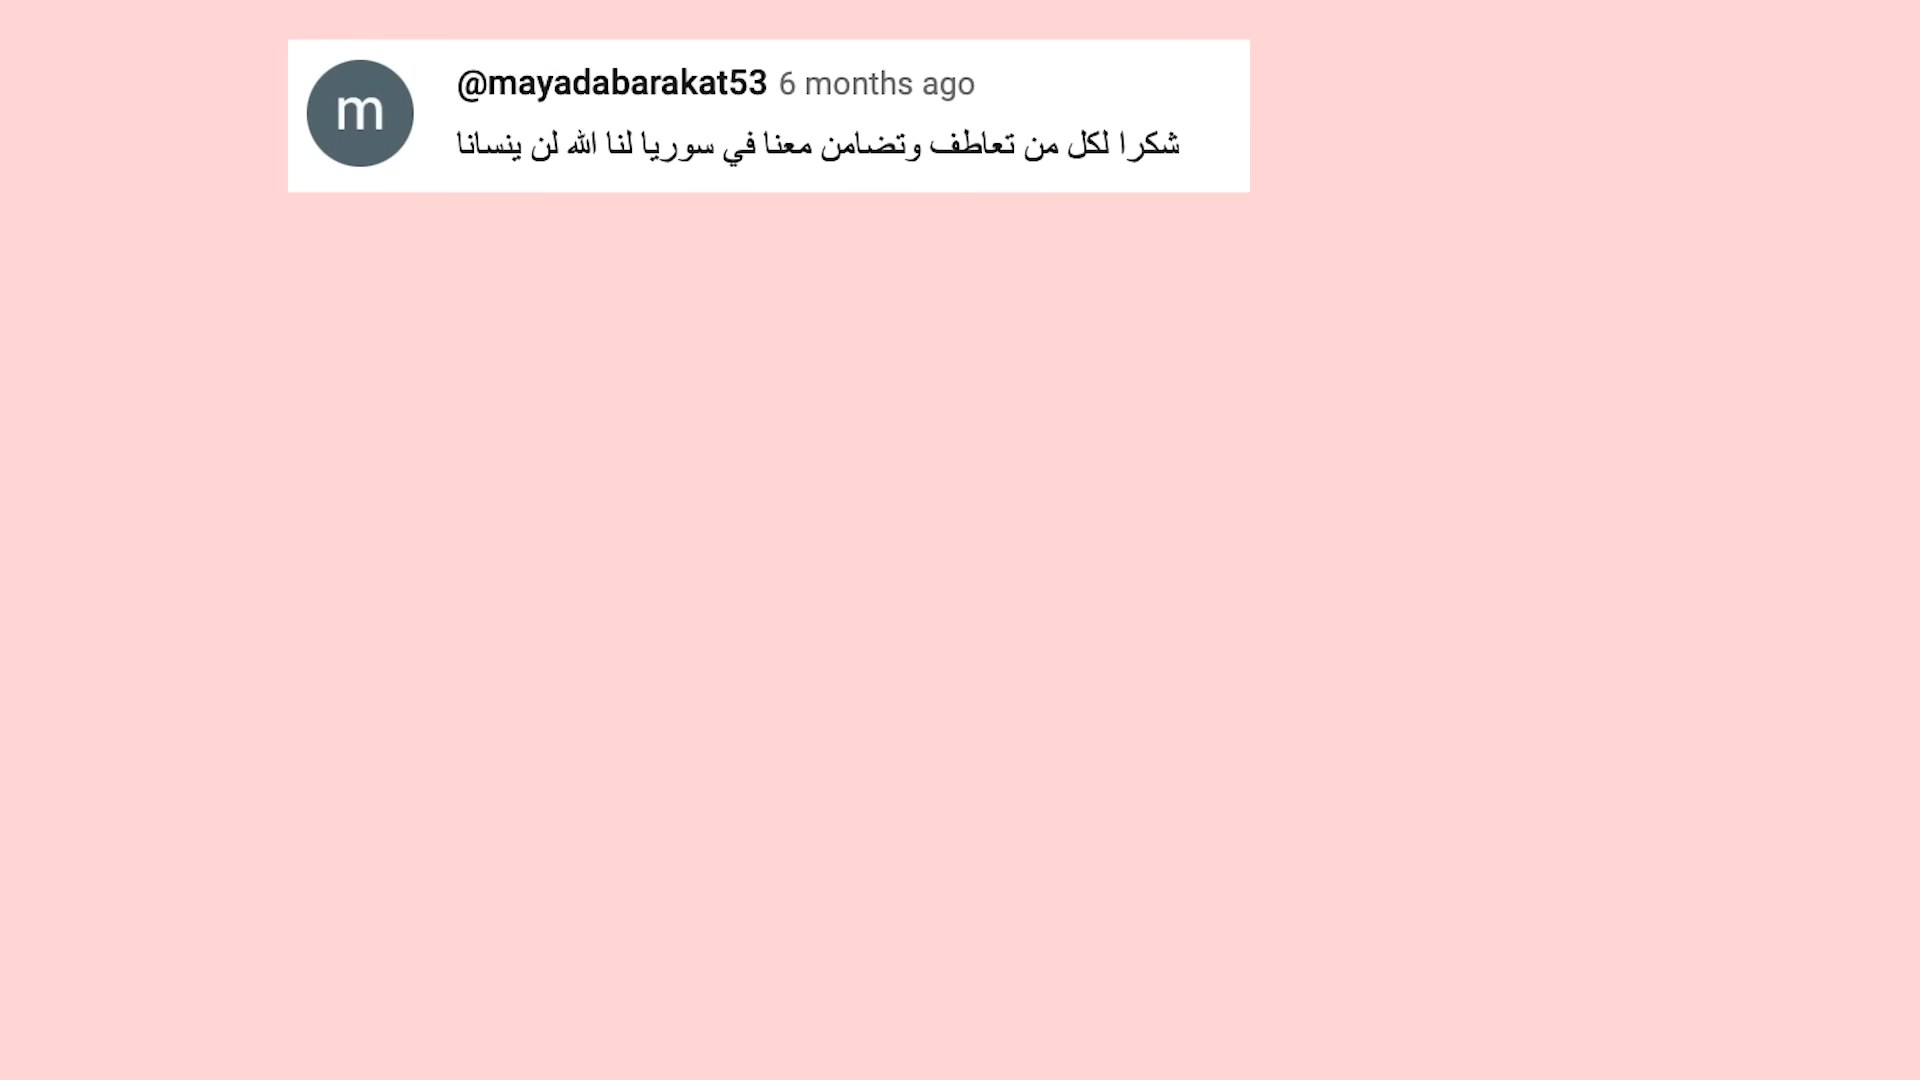 m
@mayadabarakat53 6 months ago
شكرا لكل من تعاطف وتضامن معنا في سوريا لنا الله لن ينسانا